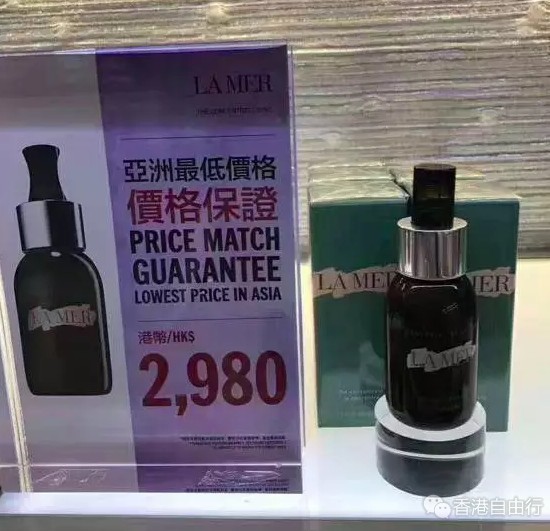 LA MER
亞洲最低價格
價格保證
PRICE MATCH
GUARANTEE
LOWEST PRICE IN ASIA
港幣/HK$
2,980
LA MER
LA MER
MER
LA MER
香港自由行